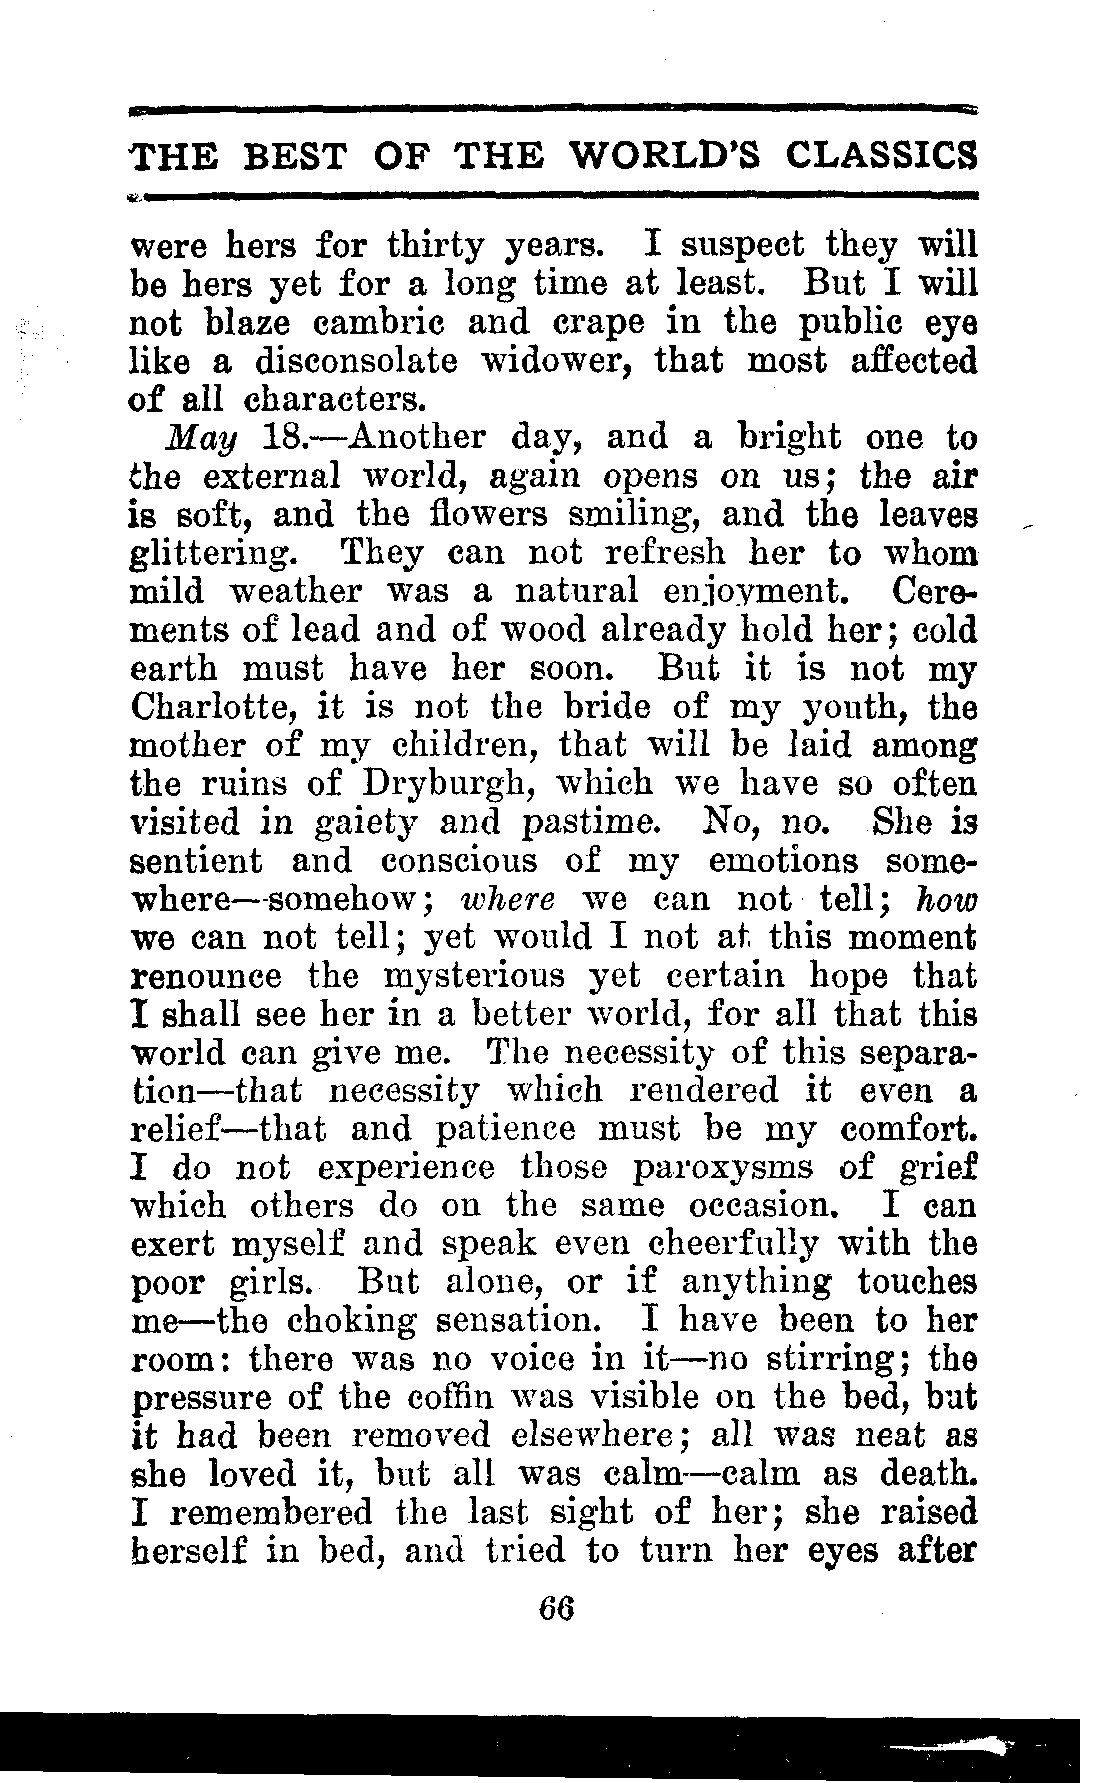 THE BEST OF THE WORLD'S CLASSICS
were hers for thirty years. I suspect they will
be hers yet for a long time at least. But I will
not blaze cambric and crape in the public eye
like a disconsolate widower, that most affected
of all characters.
May 18.—Another day, and a bright one to
the external world, again opens on us; the air
is soft, and the flowers smiling, and the leaves
glittering. They can not refresh her to whom
mild weather was a natural enjoyment. Cere-
ments of lead and of wood already hold her; cold
earth must have her soon. But it is not my
Charlotte, it is not the bride of my youth, the
mother of my children, that will be laid among
the ruins of Dryburgh, which we have so often
visited in gaiety and pastime. No, no. She is
sentient and conscious of my emotions some-
where—somehow; where we can not tell; how
we can not tell; yet would I not at this moment
renounce the mysterious yet certain hope that
I shall see her in a better world, for all that this
world can give me. The necessity of this separa-
tion—that necessity which rendered it even a
relief—that and patience must be my comfort.
I do not experience those paroxysms of grief
which others do on the same occasion. I can
exert myself and speak even cheerfully with the
poor girls. But alone, or if anything touches
me—the choking sensation. I have been to her
room: there was no voice in it—no stirring; the
pressure of the coffin was visible on the bed, but
it had been removed elsewhere; all was neat as
she loved it, but all was calm—calm as death.
I remembered the last sight of her; she raised
herself in bed, and tried to turn her eyes after
66